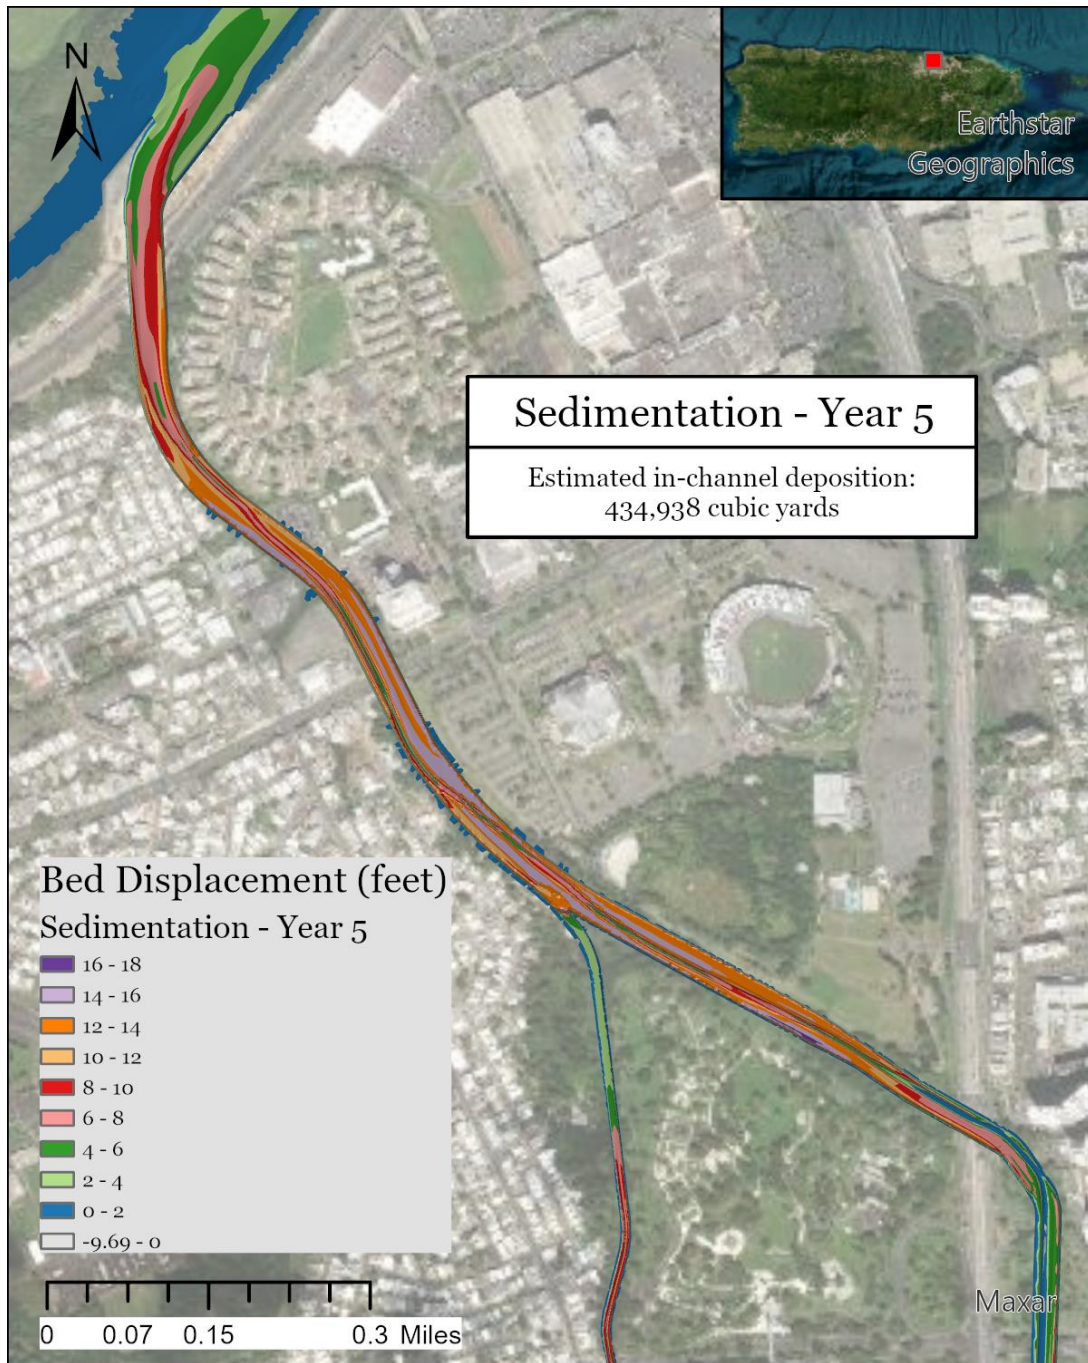 N
Earthstar
Geographics
Sedimentation - Year 5
Estimated in-channel deposition:
434,938 cubic yards
Bed Displacement (feet)
Sedimentation - Year 5
16 - 18
14 - 16
12 - 14
10 - 12
8 - 10
6 - 8
4 - 6
2 - 4
0 - 2
-9.69 - 0
Maxar
0 0.07 0.15 0.3 Miles